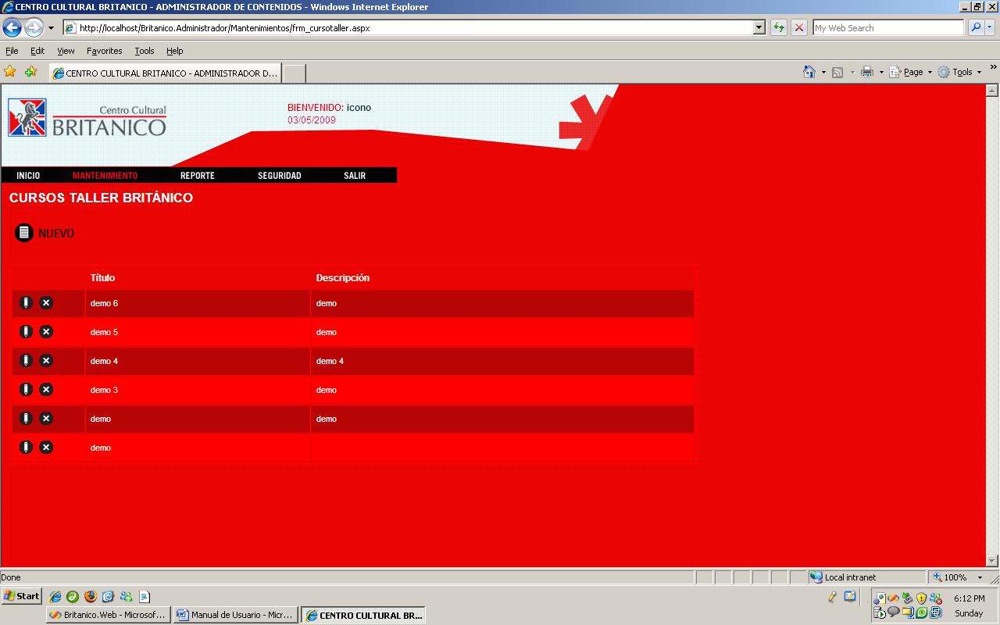 CENTRO CULTURAL BRITANICO - ADMINISTRADOR DE CONTENIDOS - Windows Internet Explorer
http://localhost/Britanico.Administrador/Mantenimientos/frm_cursotaller.aspx
My Web Search
File Edit View Favorites Tools Help
CENTRO CULTURAL BRITANICO - ADMINISTRADOR D...
Page Tools
Centro Cultural
BRITANICO
BIENVENIDO: icono
03/05/2009
INICIO MANTENIMIENTO REPORTE SEGURIDAD SALIR
CURSOS TALLER BRITÁNICO
NUEVO
Título Descripción
demo 6 demo
demo 5 demo
demo 4 demo 4
demo 3 demo
demo demo
demo
Done Local intranet 100%
Start
6:12 PM
Britanico.Web - Microsof... Manual de Usuario - Micr... CENTRO CULTURAL BR...
Sunday